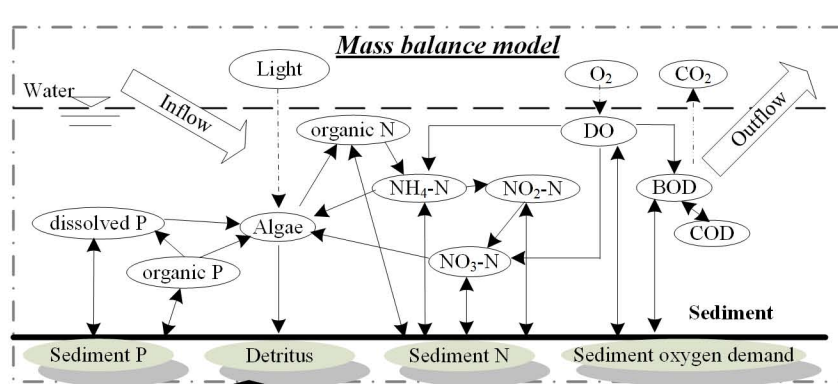 Mass balance model
Light
O2
CO2
Water
Inflow
Outflow
organic N
DO
NH4-N
NO2-N
BOD
dissolved P
Algae
COD
organic P
NO3-N
Sediment
Sediment P
Detritus
Sediment N
Sediment oxygen demand